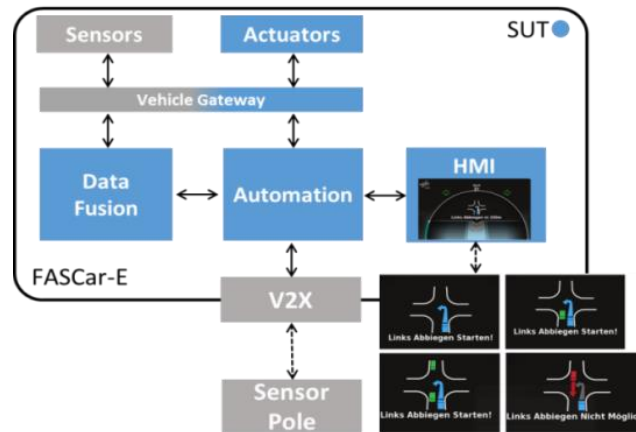 Sensors
Actuators
SUT
Vehicle Gateway
Data
Fusion
Automation
HMI
FASCar-E
V2X
Links Abbiegen Starten!
Links Abbiegen Starten!
Sensor
Pole
Links Abbiegen Starten!
Links Abbiegen Nicht Möglic